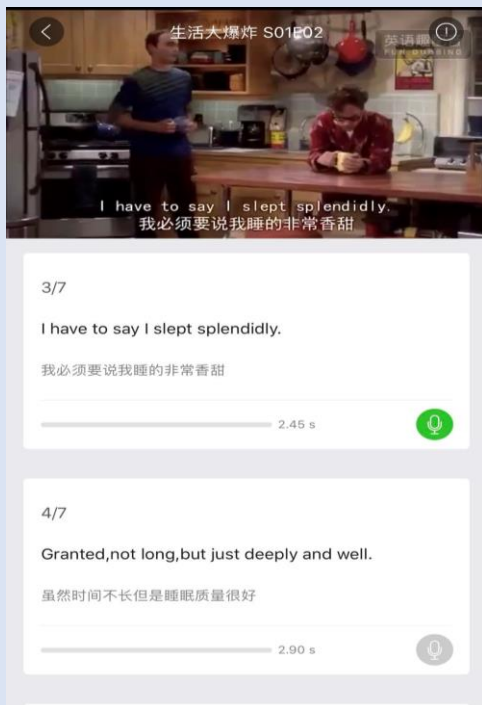 生活大爆炸 S01E02
英语趣配音
FUN DUBBING
I have to say I slept splendidly.
我必须要说我睡的非常香甜
3/7
I have to say I slept splendidly.
我必须要说我睡的非常香甜
2.45 s
4/7
Granted,not long,but just deeply and well.
虽然时间不长但是睡眠质量很好
2.90 s